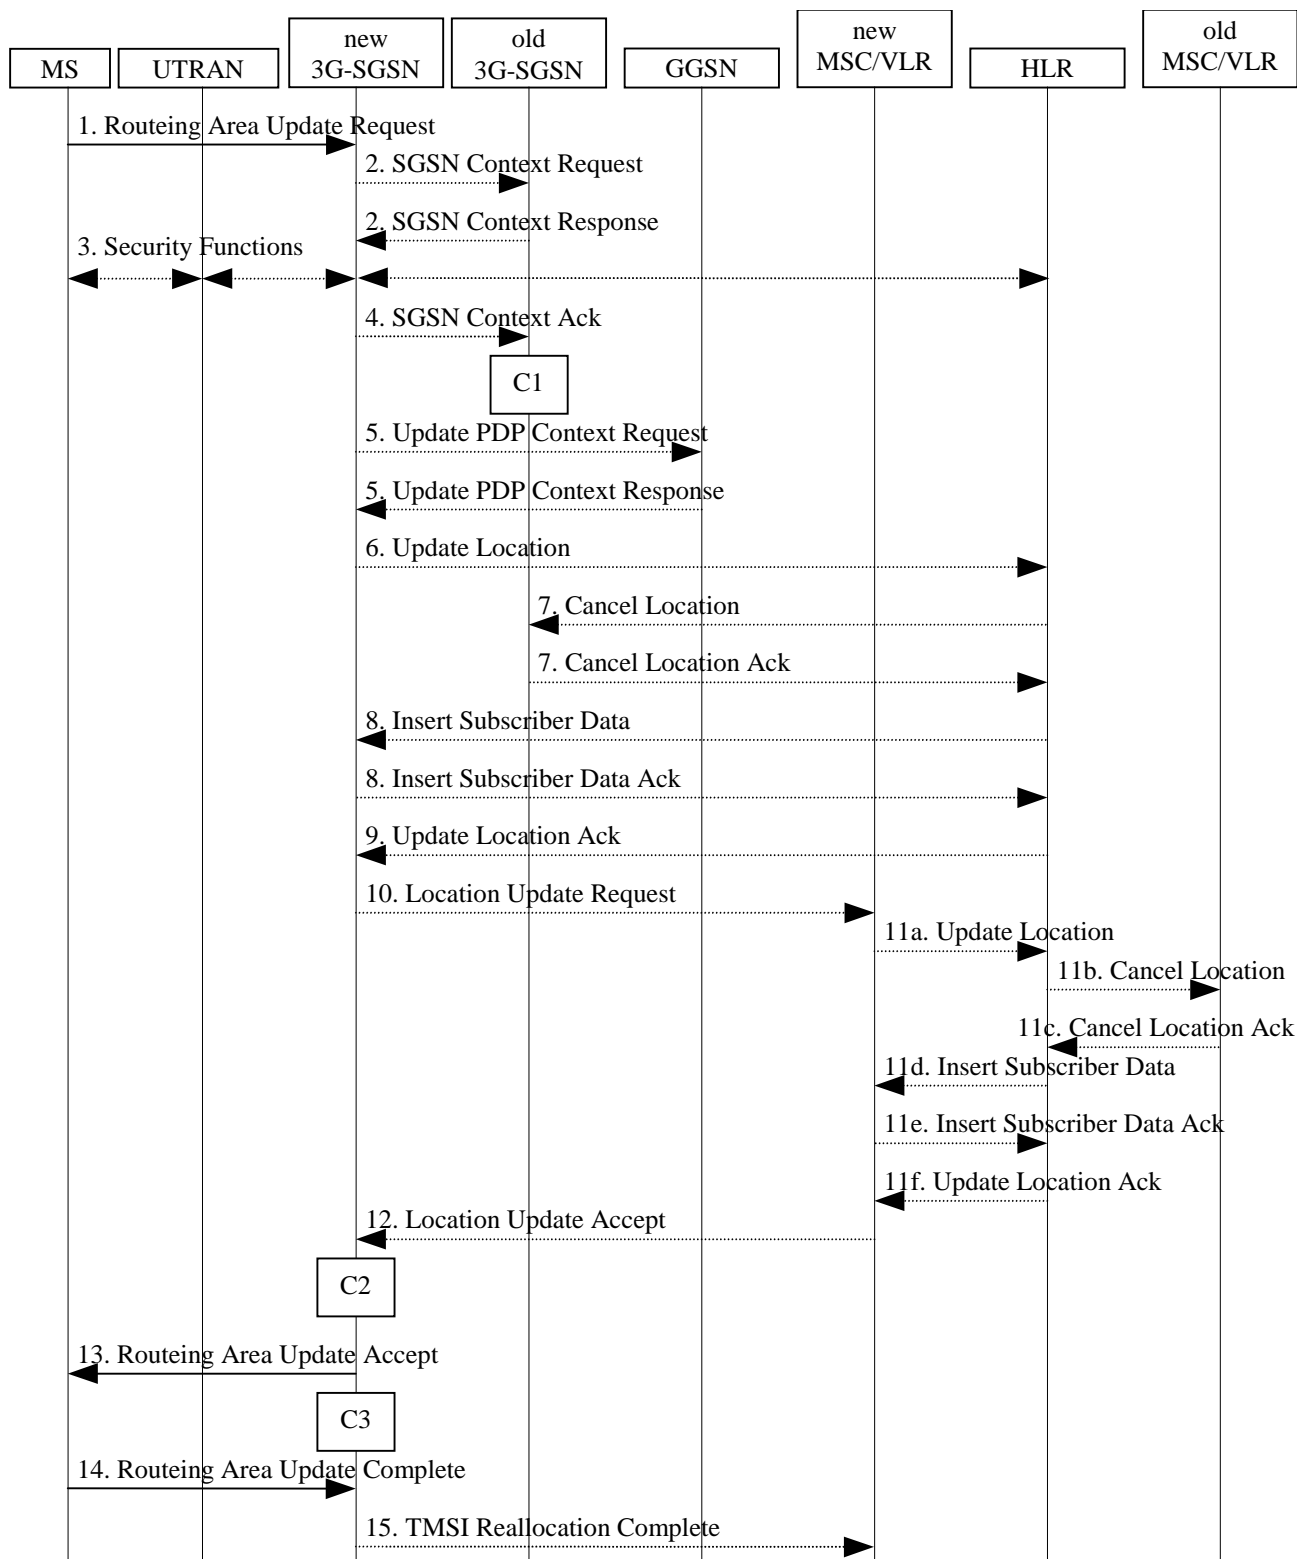 new
old
new
old
MS
UTRAN
3G-SGSN
3G-SGSN
GGSN
MSC/VLR
HLR
MSC/VLR
1. Routeing Area Update Request
2. SGSN Context Request
2. SGSN Context Response
3. Security Functions
4. SGSN Context Ack
C1
5. Update PDP Context Request
5. Update PDP Context Response
6. Update Location
7. Cancel Location
7. Cancel Location Ack
8. Insert Subscriber Data
8. Insert Subscriber Data Ack
9. Update Location Ack
10. Location Update Request
11a. Update Location
11b. Cancel Location
11c. Cancel Location Ack
11d. Insert Subscriber Data
11e. Insert Subscriber Data Ack
11f. Update Location Ack
12. Location Update Accept
C2
13. Routeing Area Update Accept
C3
14. Routeing Area Update Complete
15. TMSI Reallocation Complete